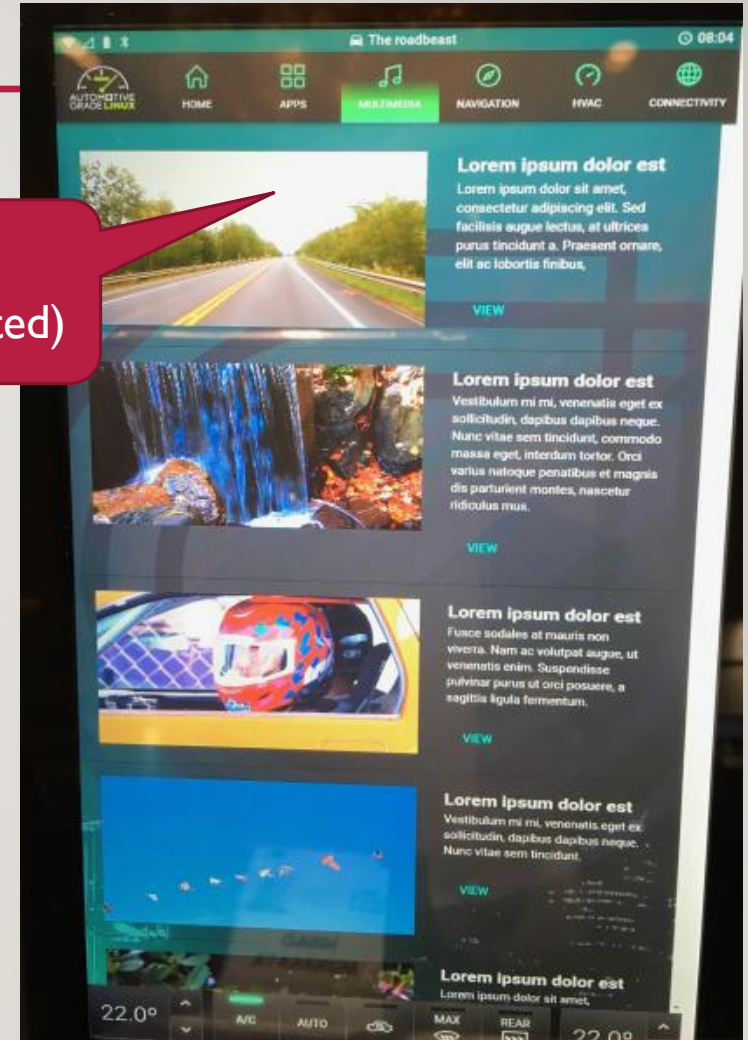 The roadbeast
08:04
AUTOMOTIVE
GRADE LINUX
HOME
APPS
MULTIMEDIA
NAVIGATION
HVAC
CONNECTIVITY
ted)
Lorem ipsum dolor est
Lorem ipsum dolor sit amet,
consectetur adipiscing elit. Sed
facilisis augue lectus, at ultrices
purus tincidunt a. Praesent ornare,
elit ac lobortis finibus,
VIEW
Lorem ipsum dolor est
Vestibulum mi mi, venenatis eget ex
sollicitudin, dapibus dapibus neque.
Nunc vitae sem tincidunt, commodo
massa eget, interdum tortor. Orci
varius natoque penatibus et magnis
dis parturient montes, nascetur
ridiculus mus.
VIEW
Lorem ipsum dolor est
Fusce sodales at mauris non
viverra. Nam ac volutpat augue, ut
venenatis enim. Suspendisse
pulvinar purus ut orci posuere, a
sagittis ligula fermentum.
VIEW
Lorem ipsum dolor est
Vestibulum mi mi, venenatis eget ex
sollicitudin, dapibus dapibus neque.
Nunc vitae sem tincidunt.
VIEW
Lorem ipsum dolor est
Lorem ipsum dolor sit amet,
22.0°
A/C
AUTO
MAX
REAR
22.0°